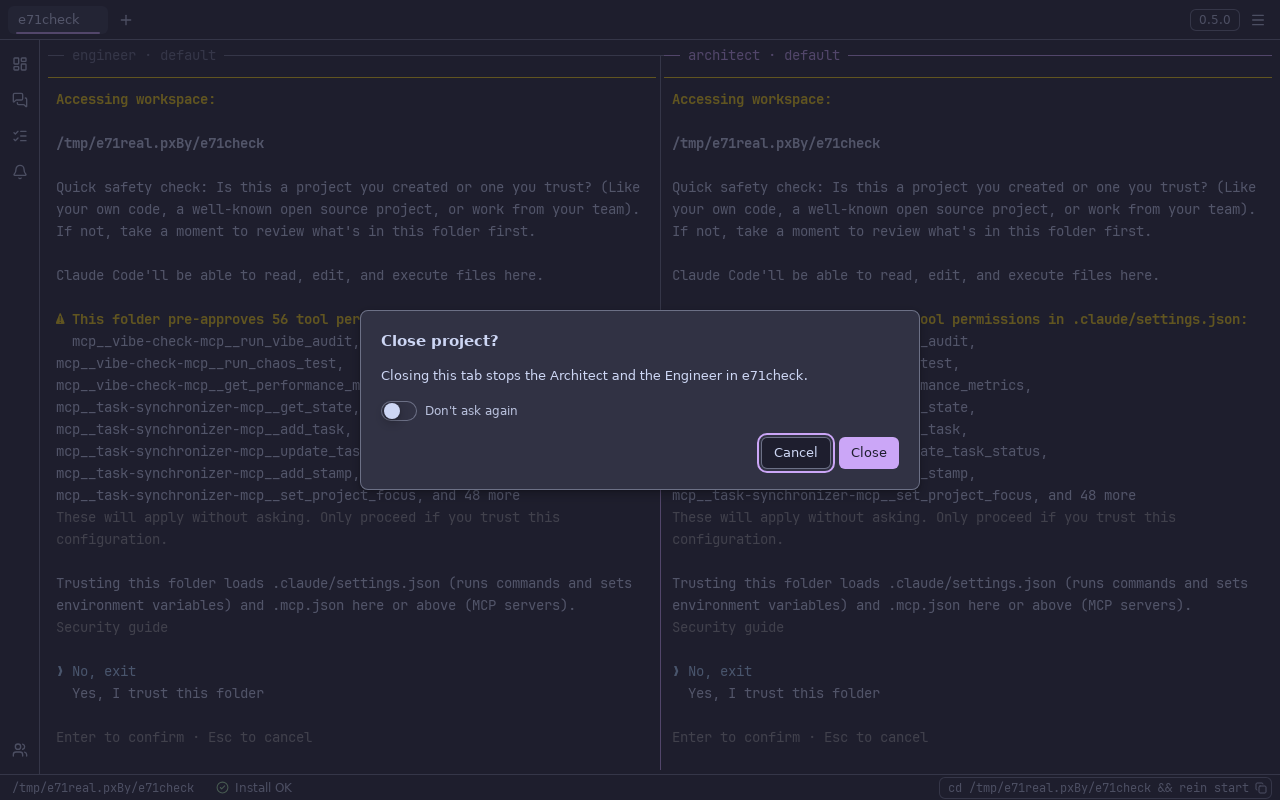 e71check
0.5.0
engineer · default
Accessing workspace:
/tmp/e71real.pxBy/e71check
Quick safety check: Is this a project you created or one you trust? (Like
your own code, a well-known open source project, or work from your team).
If not, take a moment to review what's in this folder first.
Claude Code'll be able to read, edit, and execute files here.
⚠ This folder pre-approves 56 tool per
mcp__vibe-check-mcp__run_vibe_audit,
mcp__vibe-check-mcp__run_chaos_test,
mcp__vibe-check-mcp__get_performance_m
mcp__task-synchronizer-mcp__get_state,
mcp__task-synchronizer-mcp__add_task,
mcp__task-synchronizer-mcp__update_tas
mcp__task-synchronizer-mcp__add_stamp,
mcp__task-synchronizer-mcp__set_project_focus, and 48 more
These will apply without asking. Only proceed if you trust this
configuration.
Trusting this folder loads .claude/settings.json (runs commands and sets
environment variables) and .mcp.json here or above (MCP servers).
Security guide
❯ No, exit
Yes, I trust this folder
Enter to confirm · Esc to cancel
architect · default
Accessing workspace:
/tmp/e71real.pxBy/e71check
Quick safety check: Is this a project you created or one you trust? (Like
your own code, a well-known open source project, or work from your team).
If not, take a moment to review what's in this folder first.
Claude Code'll be able to read, edit, and execute files here.
ool permissions in .claude/settings.json:
_audit,
test,
mance_metrics,
_state,
_task,
ate_task_status,
_stamp,
mcp__task-synchronizer-mcp__set_project_focus, and 48 more
These will apply without asking. Only proceed if you trust this
configuration.
Trusting this folder loads .claude/settings.json (runs commands and sets
environment variables) and .mcp.json here or above (MCP servers).
Security guide
❯ No, exit
Yes, I trust this folder
Enter to confirm · Esc to cancel
Close project?
Closing this tab stops the Architect and the Engineer in e71check.
Don't ask again
Cancel
Close
/tmp/e71real.pxBy/e71check
Install OK
cd /tmp/e71real.pxBy/e71check && rein start